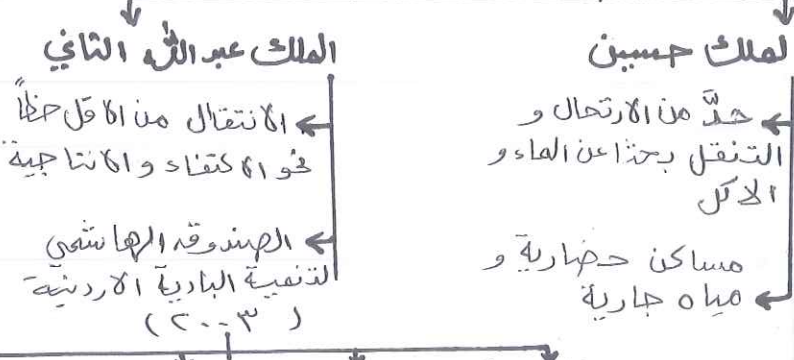 لملك حسين
حدَّ من الارتحال و
التنقل بحثا عن الماء و
الاكل
مساكن حضارية و
مياه جارية
الملك عبدالله الثاني
الانتقال من الاقل حظاً
نحو الاكتفاء و الانتاجية
الصندوق الهاشمي
لتنمية البادية الاردنية
(٢٠٠٣)